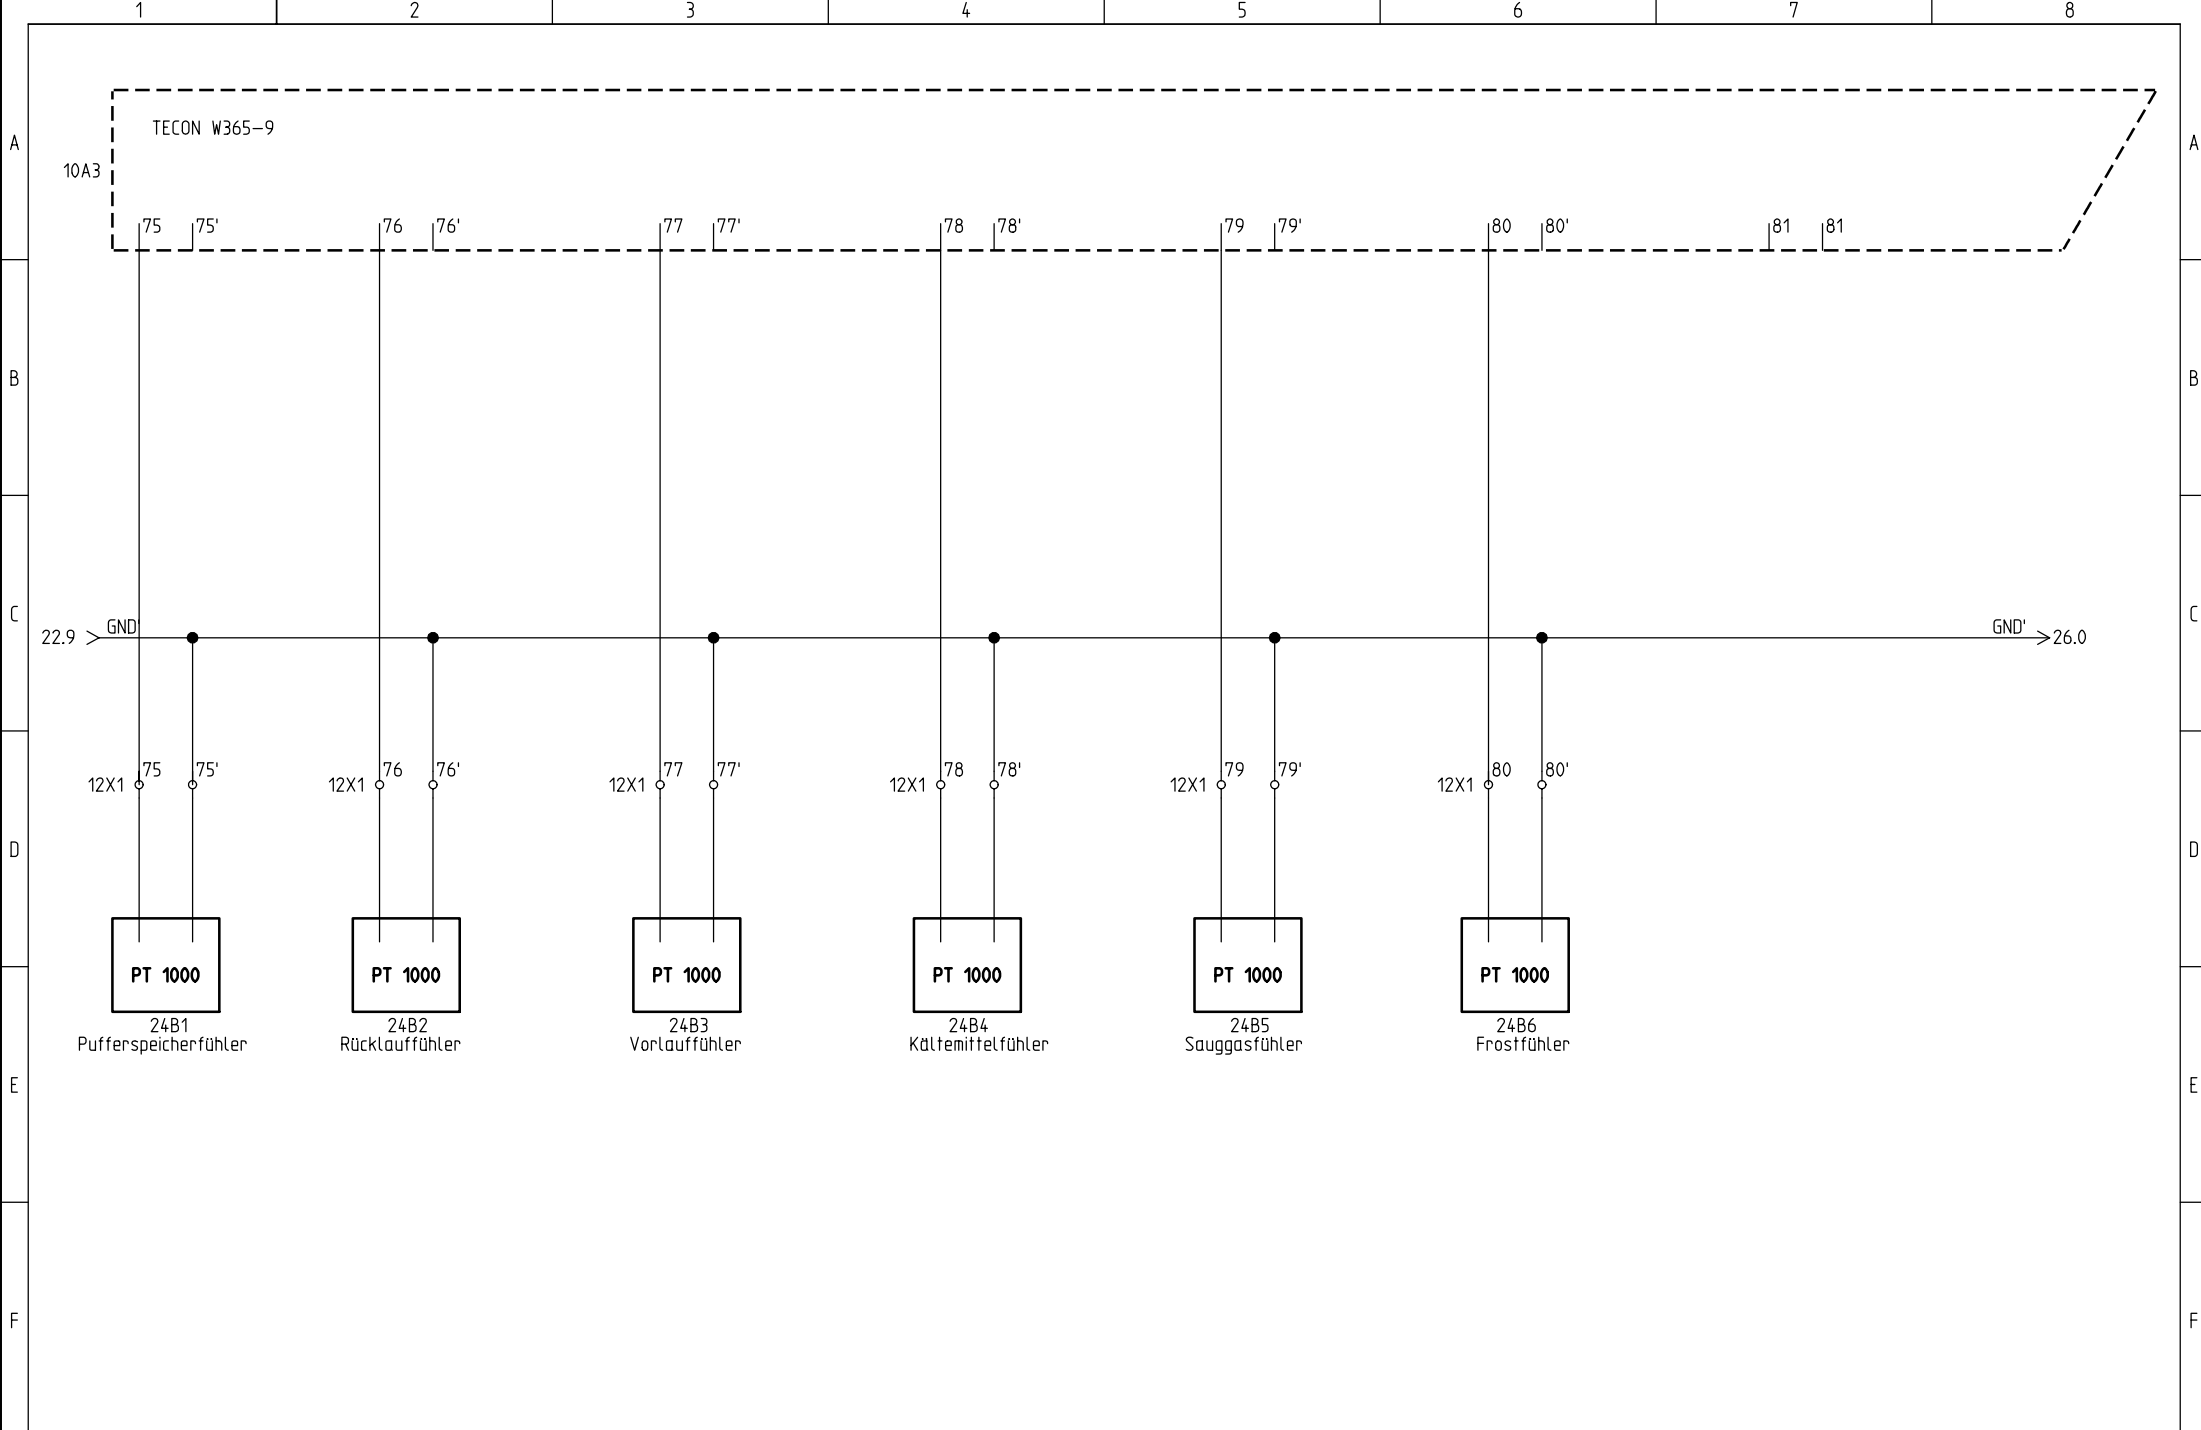 1 2 3 4 5 6 7 8
A A
TECON W365-9
10A3
75 75' 76 76' 77 77' 78 78' 79 79' 80 80' 81 81
B B
C C
22.9 GND' GND' 26.0
12X1 75 75' 12X1 76 76' 12X1 77 77' 12X1 78 78' 12X1 79 79' 12X1 80 80'
D D
PT 1000 PT 1000 PT 1000 PT 1000 PT 1000 PT 1000
24B1 24B2 24B3 24B4 24B5 24B6
Pufferspeicherfühler Rücklauffühler Vorlauffühler Kältemittelfühler Sauggasfühler Frostfühler
E E
F F